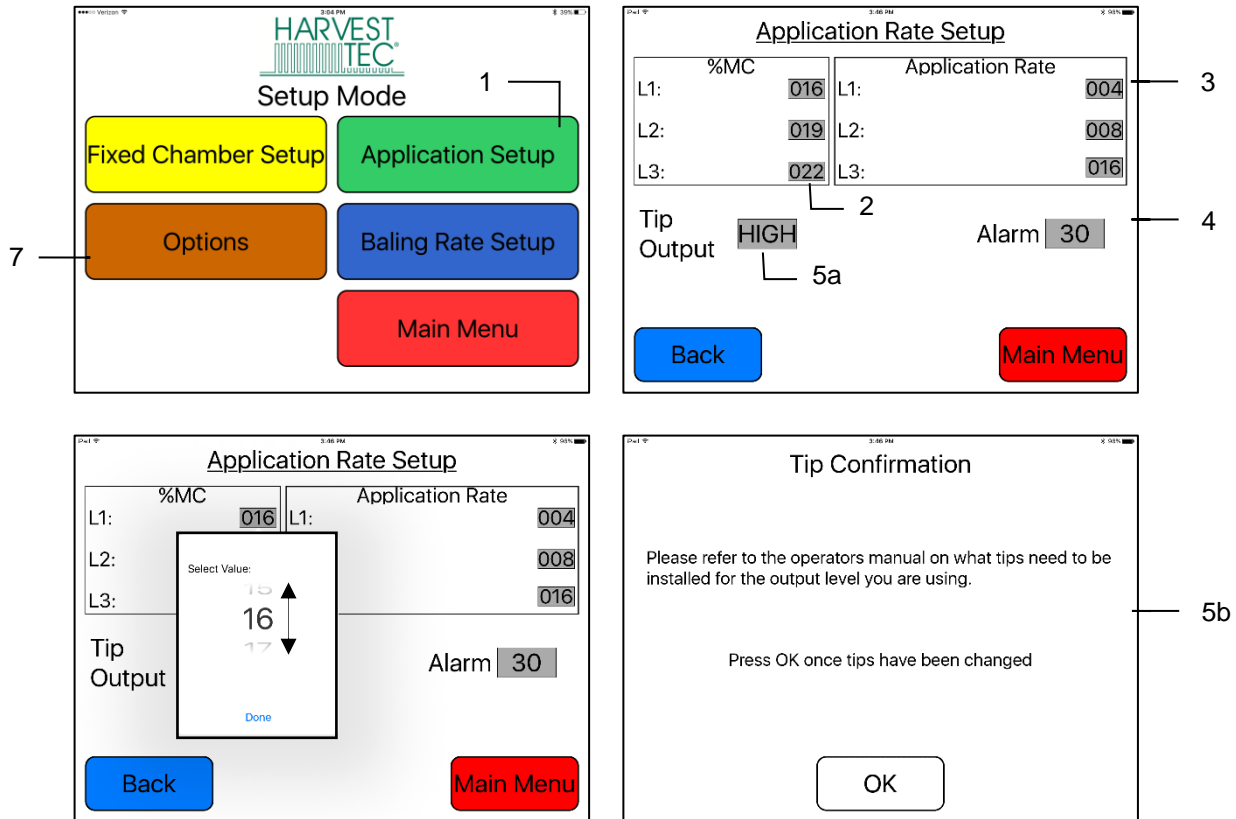 Verizon 3:04 PM 39%
HARVEST
TEC®
Setup Mode
1
Fixed Chamber Setup
Application Setup
Options
Baling Rate Setup
7
Main Menu
iPad 3:46 PM 98%
Application Rate Setup
%MC
Application Rate
L1: 016 L1: 004
3
L2: 019 L2: 008
L3: 022 L3: 016
2
Tip
Output
HIGH
Alarm 30
4
5a
Back
Main Menu
iPad 3:46 PM 98%
Application Rate Setup
%MC
Application Rate
L1: 016 L1: 004
L2: 008
L3: 016
Select Value:
15
16
17
Done
Tip
Output
Alarm 30
Back
Main Menu
iPad 3:46 PM 98%
Tip Confirmation
Please refer to the operators manual on what tips need to be
installed for the output level you are using.
5b
Press OK once tips have been changed
OK